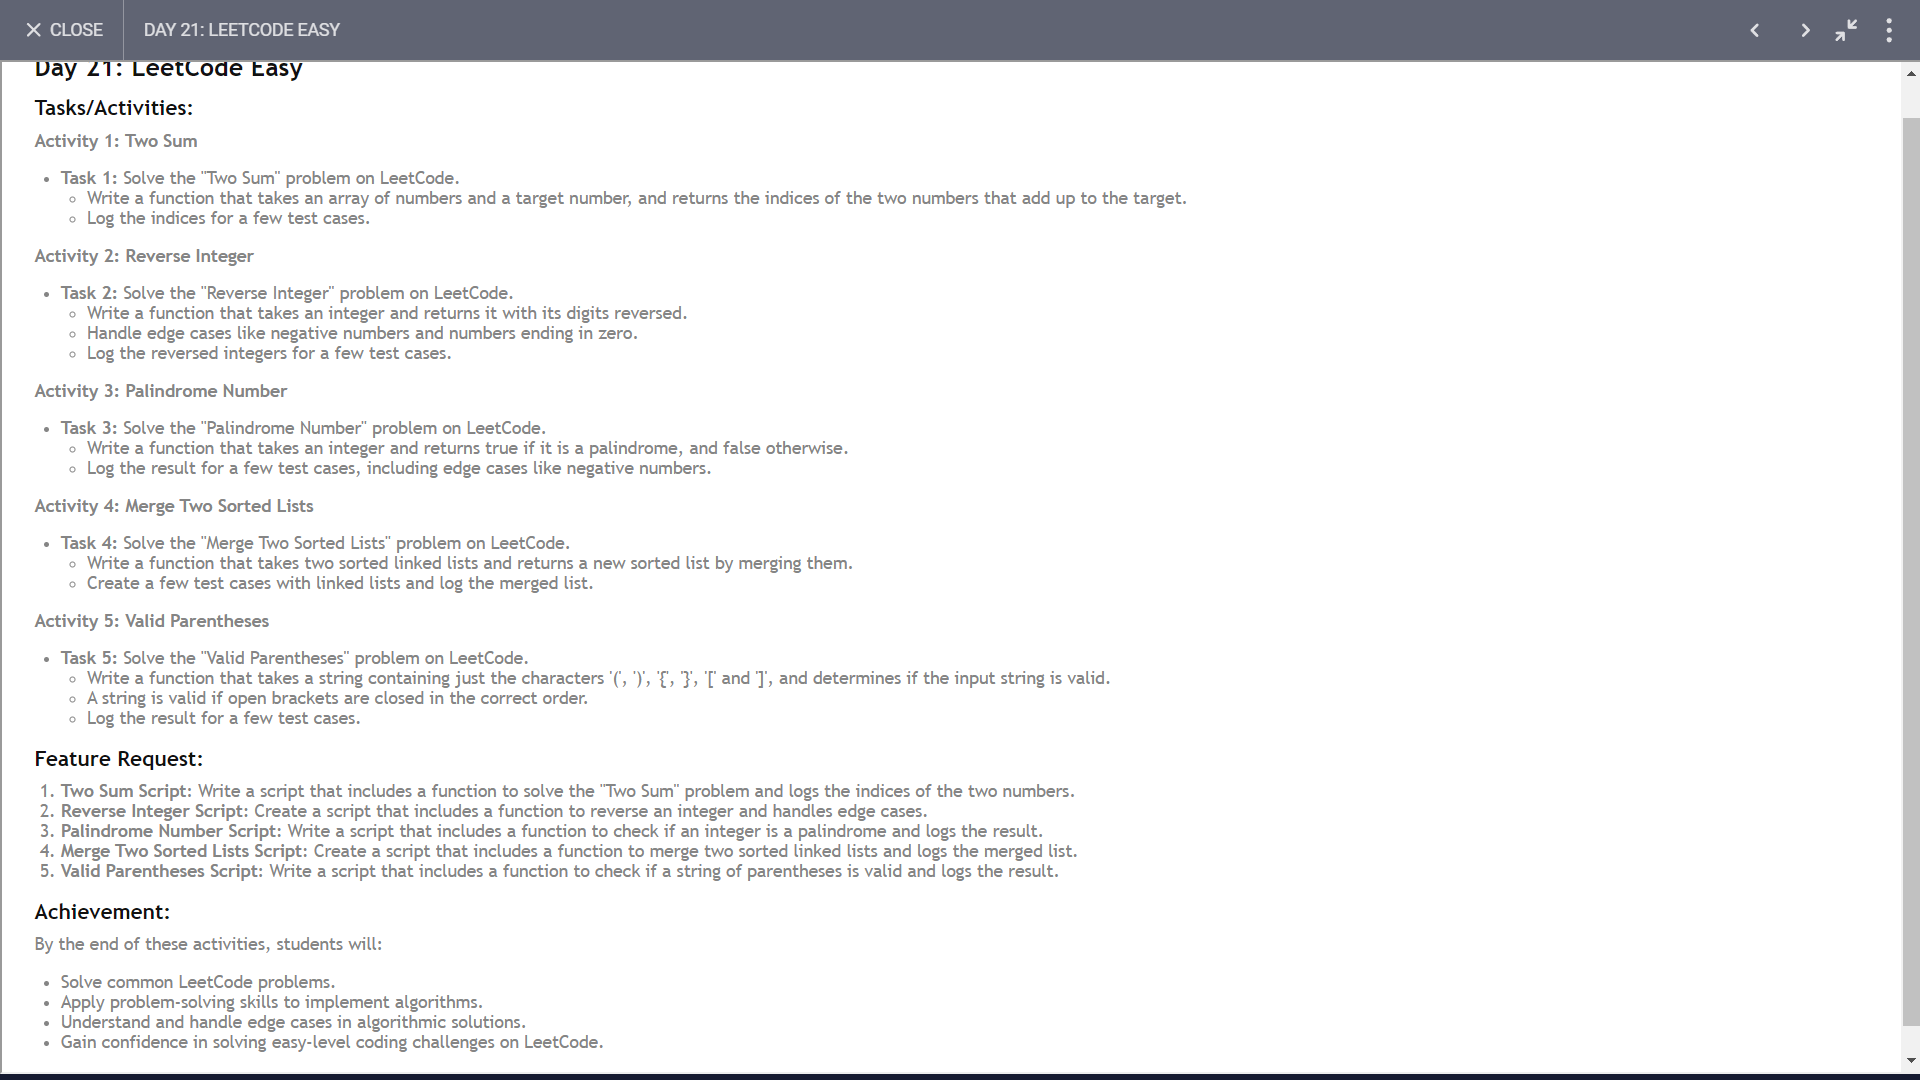 CLOSE
DAY 21: LEETCODE EASY
Day 21: LeetCode Easy
Tasks/Activities:
Activity 1: Two Sum
Task 1: Solve the "Two Sum" problem on LeetCode.
Write a function that takes an array of numbers and a target number, and returns the indices of the two numbers that add up to the target.
Log the indices for a few test cases.
Activity 2: Reverse Integer
Task 2: Solve the "Reverse Integer" problem on LeetCode.
Write a function that takes an integer and returns it with its digits reversed.
Handle edge cases like negative numbers and numbers ending in zero.
Log the reversed integers for a few test cases.
Activity 3: Palindrome Number
Task 3: Solve the "Palindrome Number" problem on LeetCode.
Write a function that takes an integer and returns true if it is a palindrome, and false otherwise.
Log the result for a few test cases, including edge cases like negative numbers.
Activity 4: Merge Two Sorted Lists
Task 4: Solve the "Merge Two Sorted Lists" problem on LeetCode.
Write a function that takes two sorted linked lists and returns a new sorted list by merging them.
Create a few test cases with linked lists and log the merged list.
Activity 5: Valid Parentheses
Task 5: Solve the "Valid Parentheses" problem on LeetCode.
Write a function that takes a string containing just the characters '(', ')', '{', '}', '[' and ']', and determines if the input string is valid.
A string is valid if open brackets are closed in the correct order.
Log the result for a few test cases.
Feature Request:
1. Two Sum Script: Write a script that includes a function to solve the "Two Sum" problem and logs the indices of the two numbers.
2. Reverse Integer Script: Create a script that includes a function to reverse an integer and handles edge cases.
3. Palindrome Number Script: Write a script that includes a function to check if an integer is a palindrome and logs the result.
4. Merge Two Sorted Lists Script: Create a script that includes a function to merge two sorted linked lists and logs the merged list.
5. Valid Parentheses Script: Write a script that includes a function to check if a string of parentheses is valid and logs the result.
Achievement:
By the end of these activities, students will:
Solve common LeetCode problems.
Apply problem-solving skills to implement algorithms.
Understand and handle edge cases in algorithmic solutions.
Gain confidence in solving easy-level coding challenges on LeetCode.